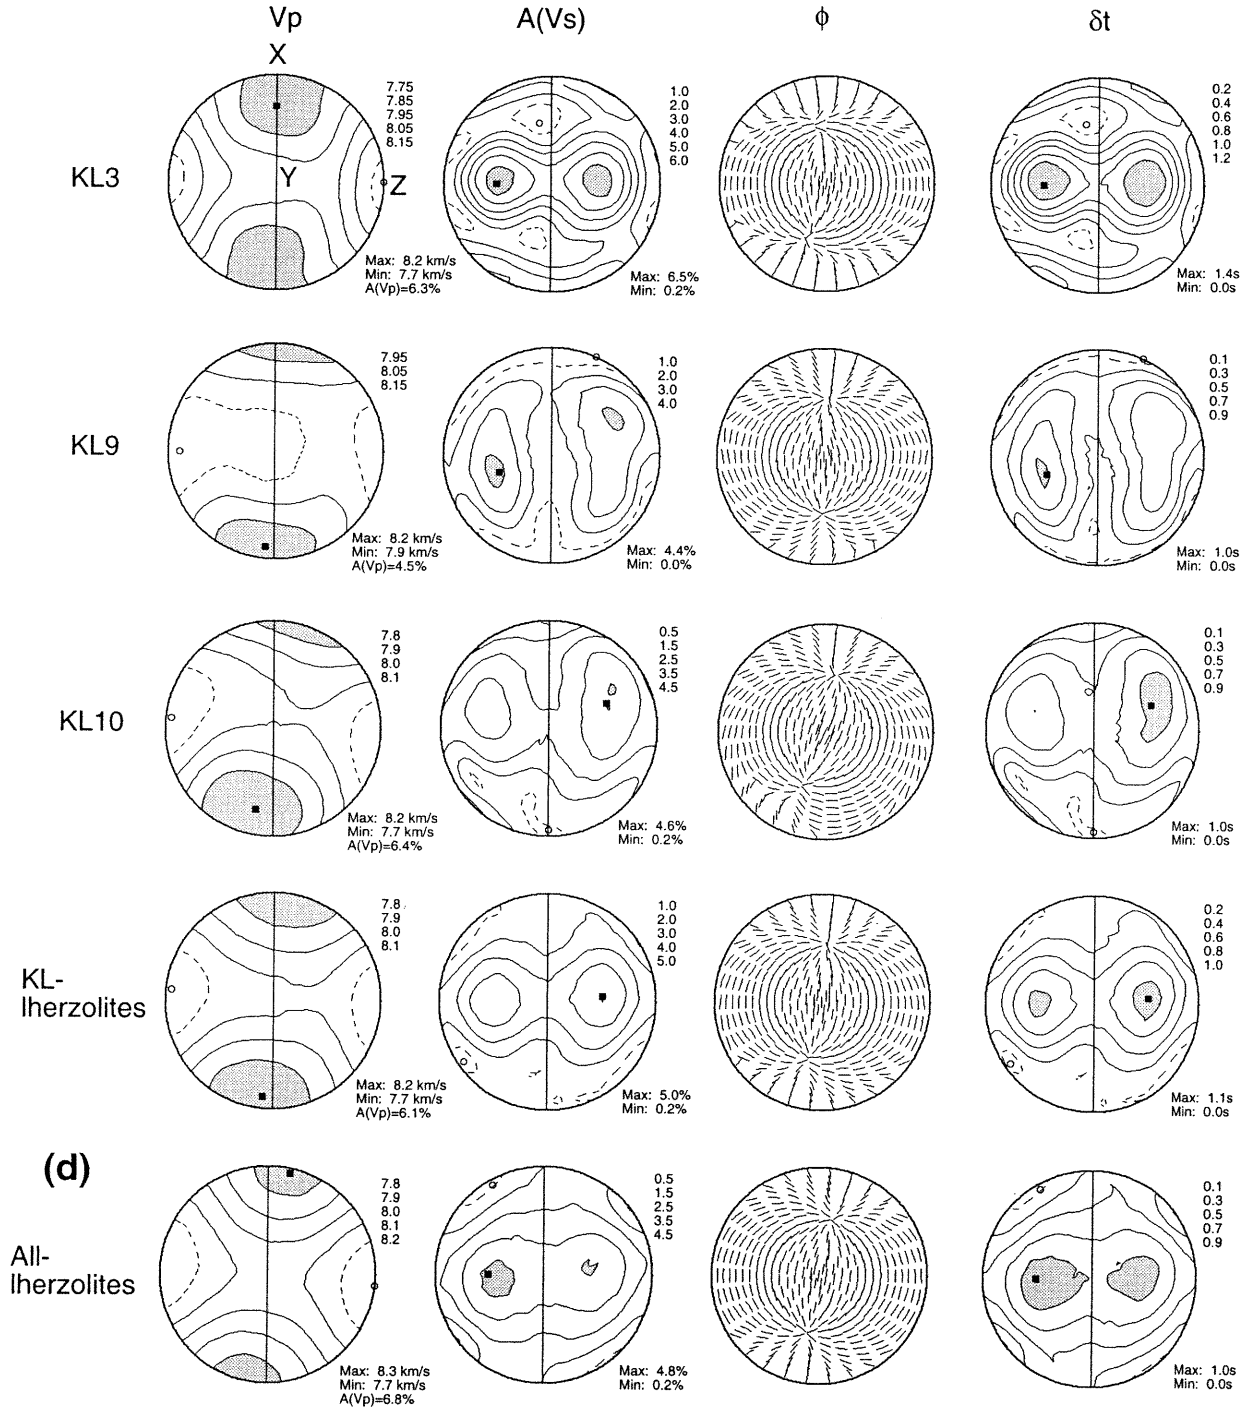 Vp A(Vs) ϕ δt
X
Y
Z
KL3
7.75
7.85
7.95
8.05
8.15
Max: 8.2 km/s
Min: 7.7 km/s
A(Vp)=6.3%
1.0
2.0
3.0
4.0
5.0
6.0
Max: 6.5%
Min: 0.2%
0.2
0.4
0.6
0.8
1.0
1.2
Max: 1.4s
Min: 0.0s
KL9
7.95
8.05
8.15
Max: 8.2 km/s
Min: 7.9 km/s
A(Vp)=4.5%
1.0
2.0
3.0
4.0
Max: 4.4%
Min: 0.0%
0.1
0.3
0.5
0.7
0.9
Max: 1.0s
Min: 0.0s
KL10
7.8
7.9
8.0
8.1
Max: 8.2 km/s
Min: 7.7 km/s
A(Vp)=6.4%
0.5
1.5
2.5
3.5
4.5
Max: 4.6%
Min: 0.2%
0.1
0.3
0.5
0.7
0.9
Max: 1.0s
Min: 0.0s
KL-
lherzolites
7.8
7.9
8.0
8.1
Max: 8.2 km/s
Min: 7.7 km/s
A(Vp)=6.1%
1.0
2.0
3.0
4.0
5.0
Max: 5.0%
Min: 0.2%
0.2
0.4
0.6
0.8
1.0
Max: 1.1s
Min: 0.0s
(d)
All-
lherzolites
7.8
7.9
8.0
8.1
8.2
Max: 8.3 km/s
Min: 7.7 km/s
A(Vp)=6.8%
0.5
1.5
2.5
3.5
4.5
Max: 4.8%
Min: 0.2%
0.1
0.3
0.5
0.7
0.9
Max: 1.0s
Min: 0.0s